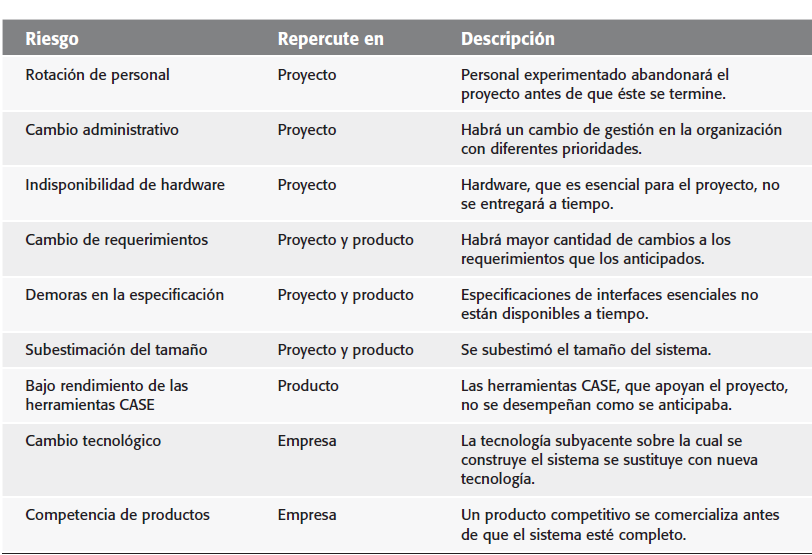 Riesgo Repercute en Descripción
Rotación de personal Proyecto Personal experimentado abandonará el
proyecto antes de que éste se termine.
Cambio administrativo Proyecto Habrá un cambio de gestión en la organización
con diferentes prioridades.
Indisponibilidad de hardware Proyecto Hardware, que es esencial para el proyecto, no
se entregará a tiempo.
Cambio de requerimientos Proyecto y producto Habrá mayor cantidad de cambios a los
requerimientos que los anticipados.
Demoras en la especificación Proyecto y producto Especificaciones de interfaces esenciales no
están disponibles a tiempo.
Subestimación del tamaño Proyecto y producto Se subestimó el tamaño del sistema.
Bajo rendimiento de las Producto Las herramientas CASE, que apoyan el proyecto,
herramientas CASE no se desempeñan como se anticipaba.
Cambio tecnológico Empresa La tecnología subyacente sobre la cual se
construye el sistema se sustituye con nueva
tecnología.
Competencia de productos Empresa Un producto competitivo se comercializa antes
de que el sistema esté completo.